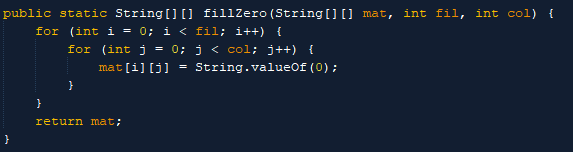 public static String[][] fillZero(String[][] mat, int fil, int col) {
    for (int i = 0; i < fil; i++) {
        for (int j = 0; j < col; j++) {
            mat[i][j] = String.valueOf(0);
        }
    }
    return mat;
}